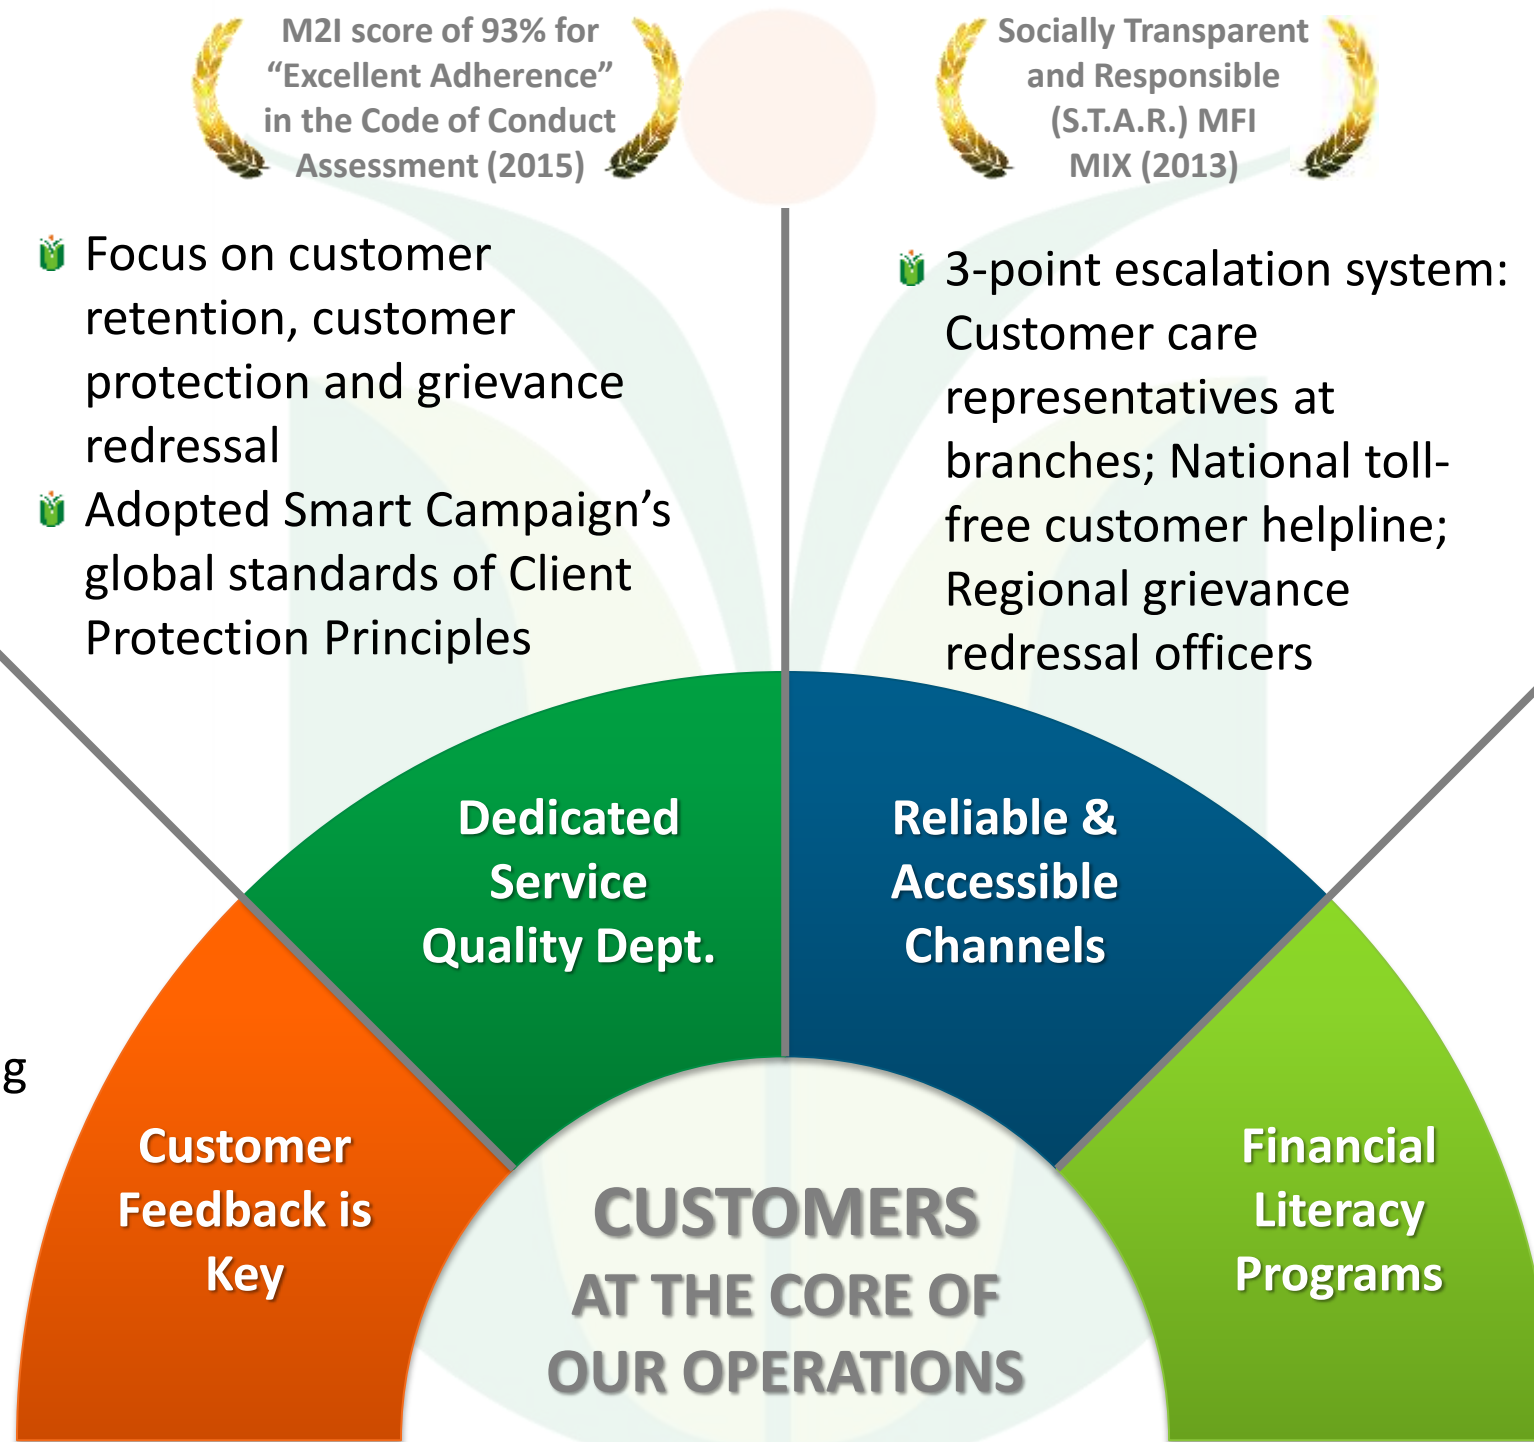 M2I score of 93% for
“Excellent Adherence”
in the Code of Conduct
Assessment (2015)
Socially Transparent
and Responsible
(S.T.A.R.) MFI
MIX (2013)
Focus on customer
retention, customer
protection and grievance
redressal
Adopted Smart Campaign’s
global standards of Client
Protection Principles
3-point escalation system:
Customer care
representatives at
branches; National toll-
free customer helpline;
Regional grievance
redressal officers
Dedicated
Service
Quality Dept.
Reliable &
Accessible
Channels
g
Customer
Feedback is
Key
Financial
Literacy
Programs
CUSTOMERS
AT THE CORE OF
OUR OPERATIONS